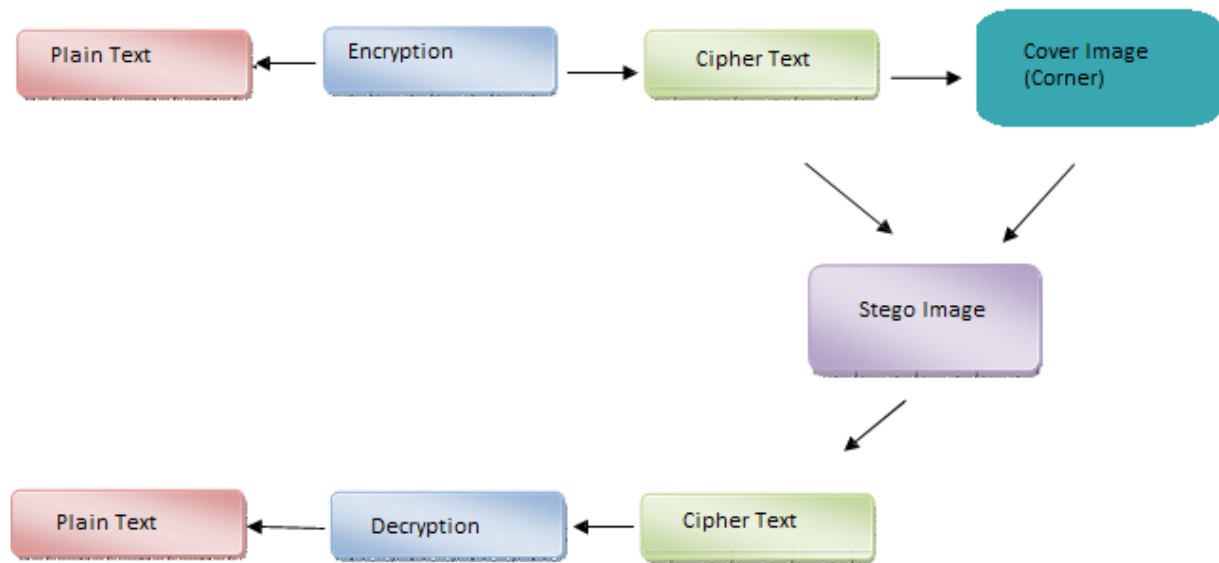 Plain Text
Encryption
Cipher Text
Cover Image
(Corner)
Stego Image
Plain Text
Decryption
Cipher Text